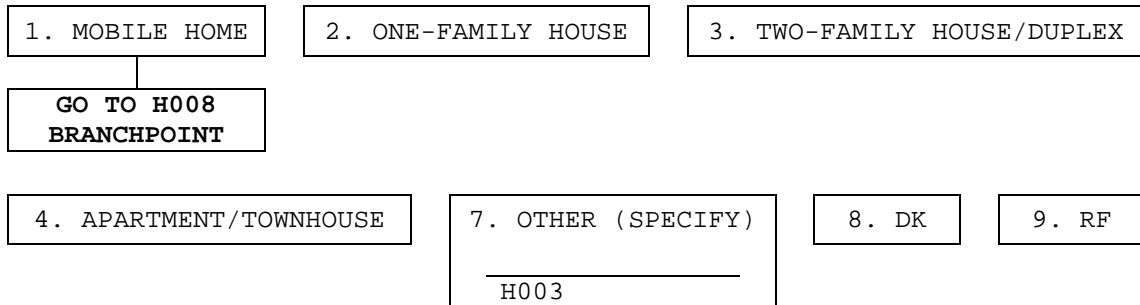 1. MOBILE HOME 2. ONE-FAMILY HOUSE 3. TWO-FAMILY HOUSE/DUPLEX
GO TO H008
BRANCHPOINT
4. APARTMENT/TOWNHOUSE 7. OTHER (SPECIFY) 8. DK 9. RF
H003